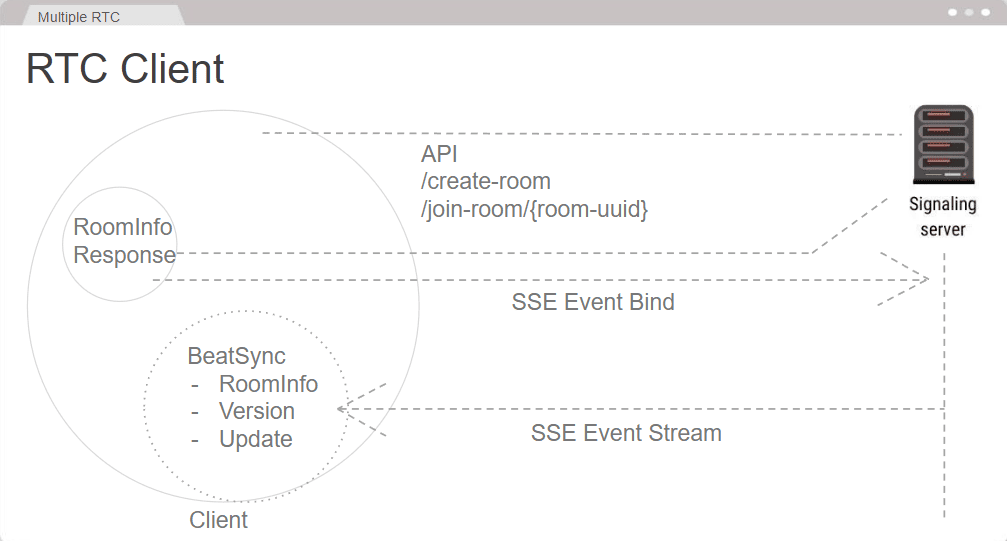 Multiple RTC
RTC Client
API
/create-room
/join-room/{room-uuid}
Signaling
server
RoomInfo
Response
SSE Event Bind
BeatSync
- RoomInfo
- Version
- Update
SSE Event Stream
Client